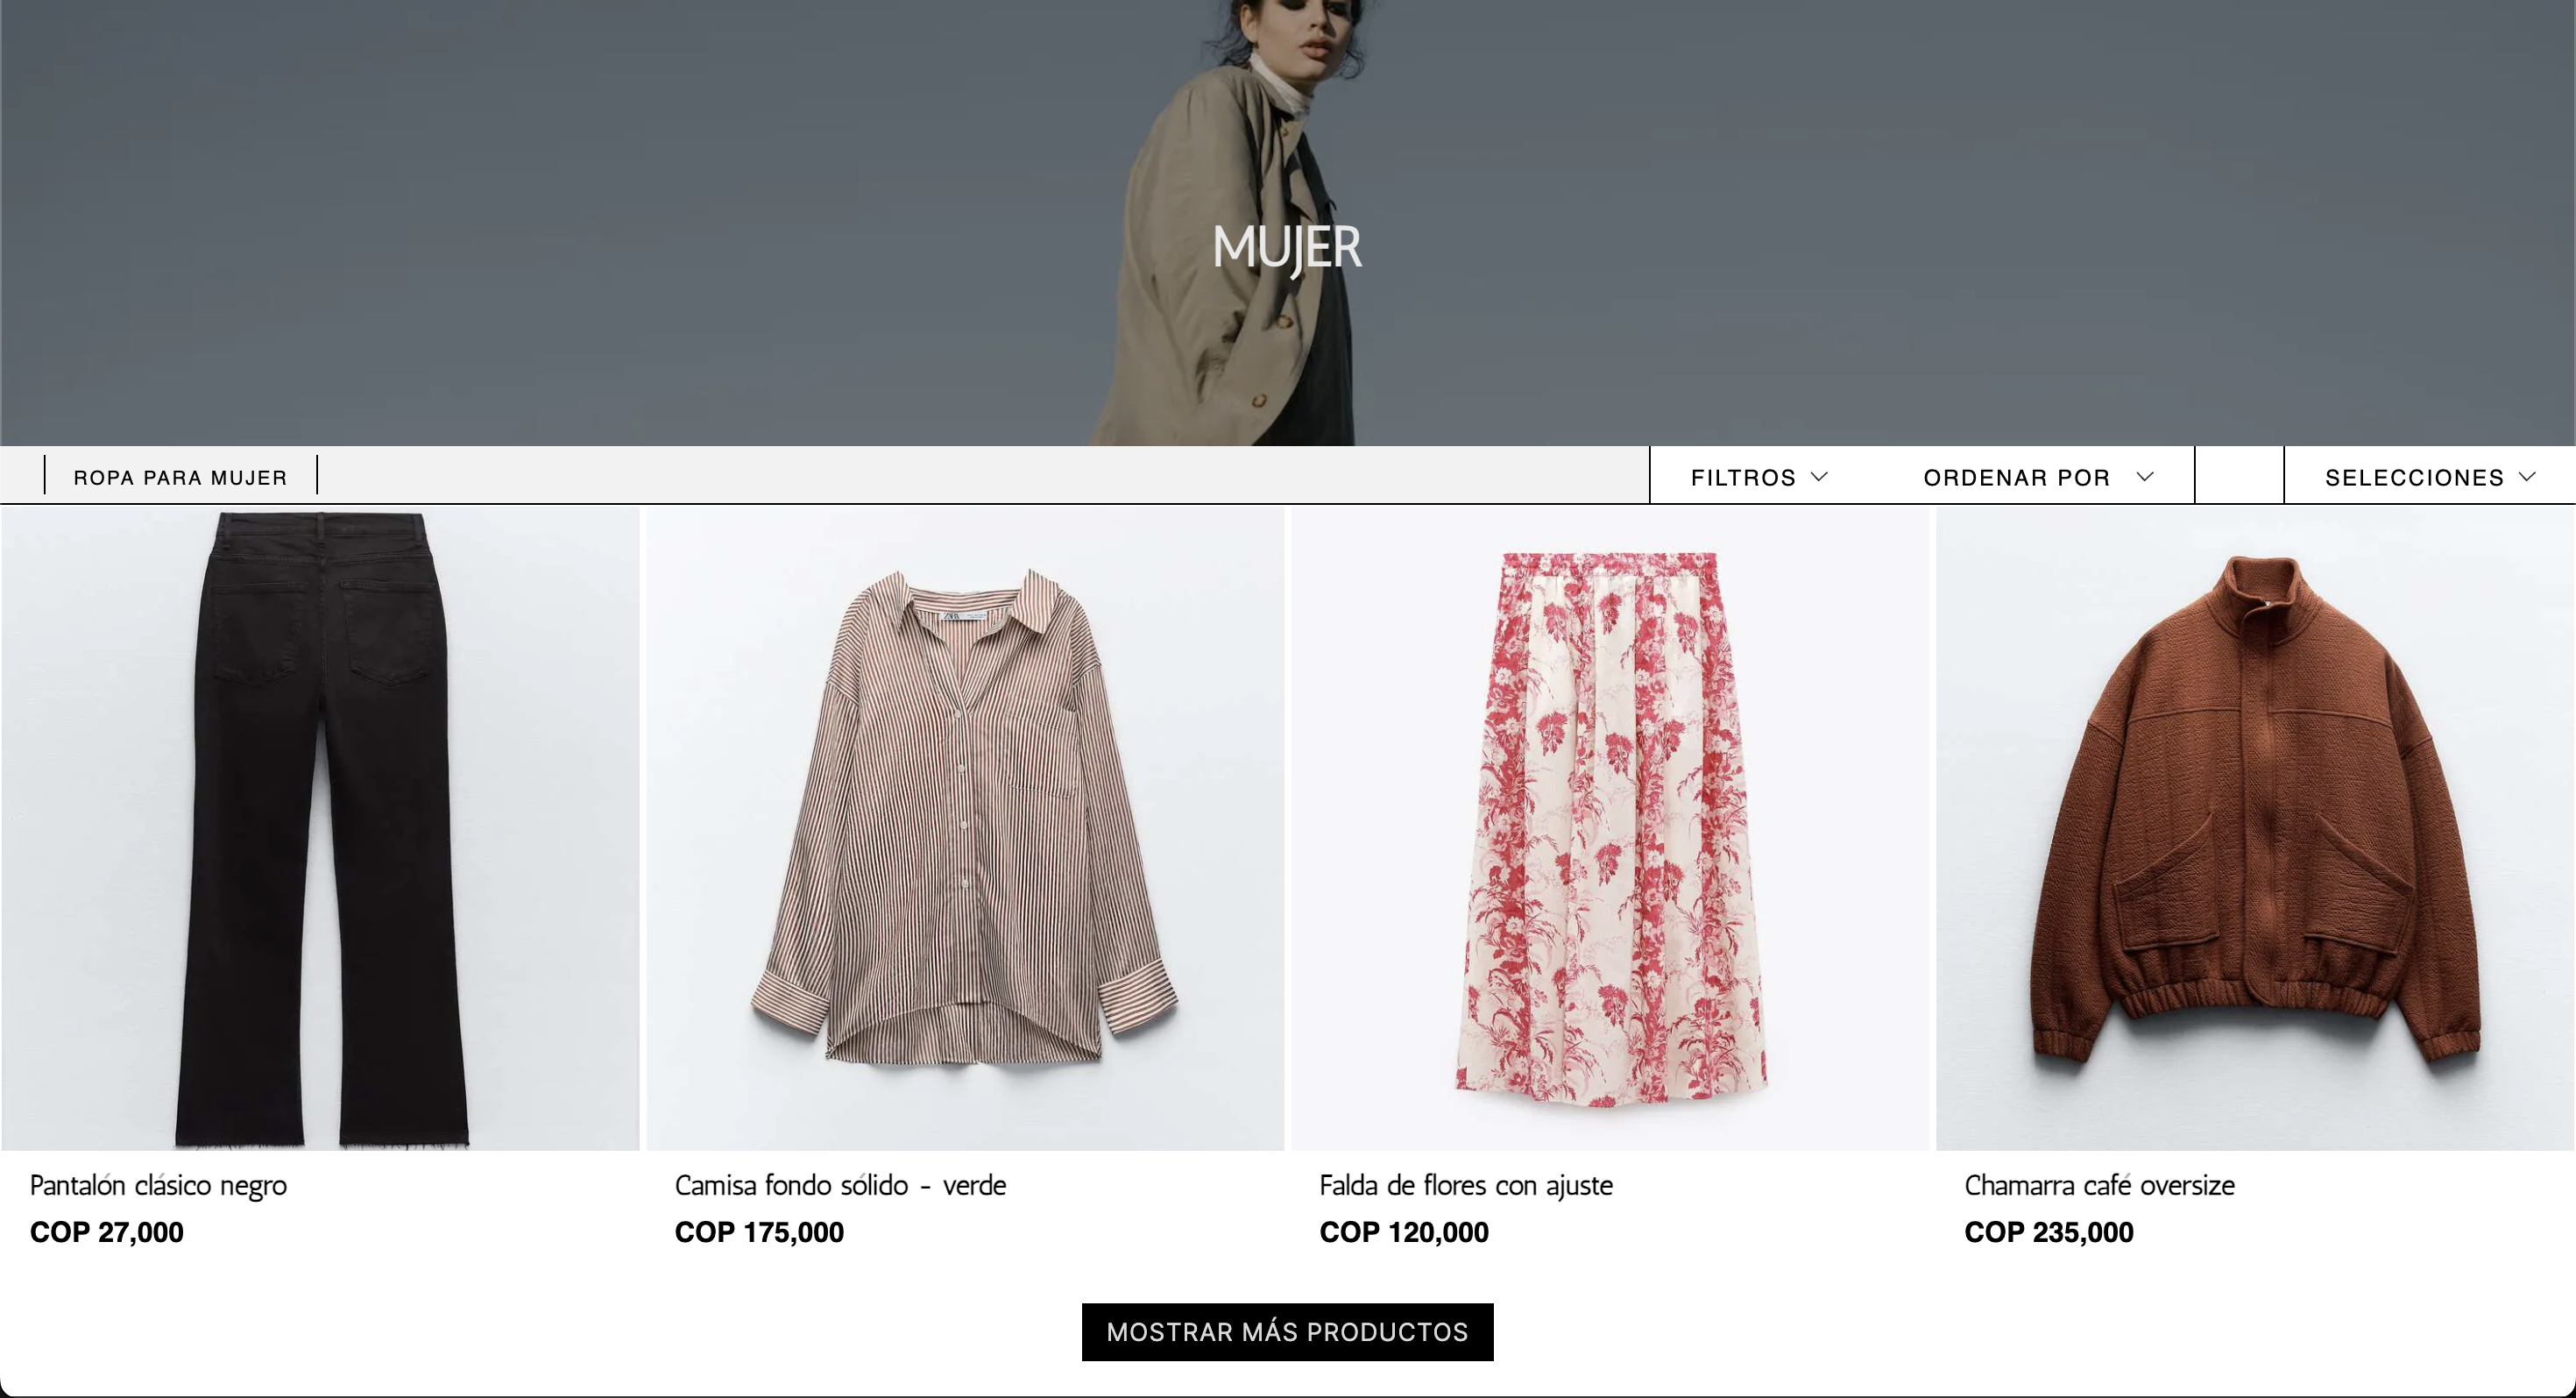 MUJER
ROPA PARA MUJER
FILTROS
ORDENAR POR
SELECCIONES
ZARA
Pantalón clásico negro
Camisa fondo sólido - verde
Falda de flores con ajuste
Chamarra café oversize
COP 27,000
COP 175,000
COP 120,000
COP 235,000
MOSTRAR MÁS PRODUCTOS